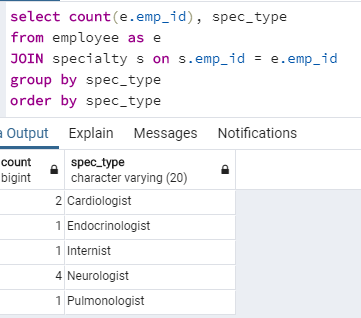 select count(e.emp_id), spec_type
from employee as e
JOIN specialty s on s.emp_id = e.emp_id
group by spec_type
order by spec_type
Output Explain Messages Notifications
count spec_type
bigint character varying (20)
2 Cardiologist
1 Endocrinologist
1 Internist
4 Neurologist
1 Pulmonologist